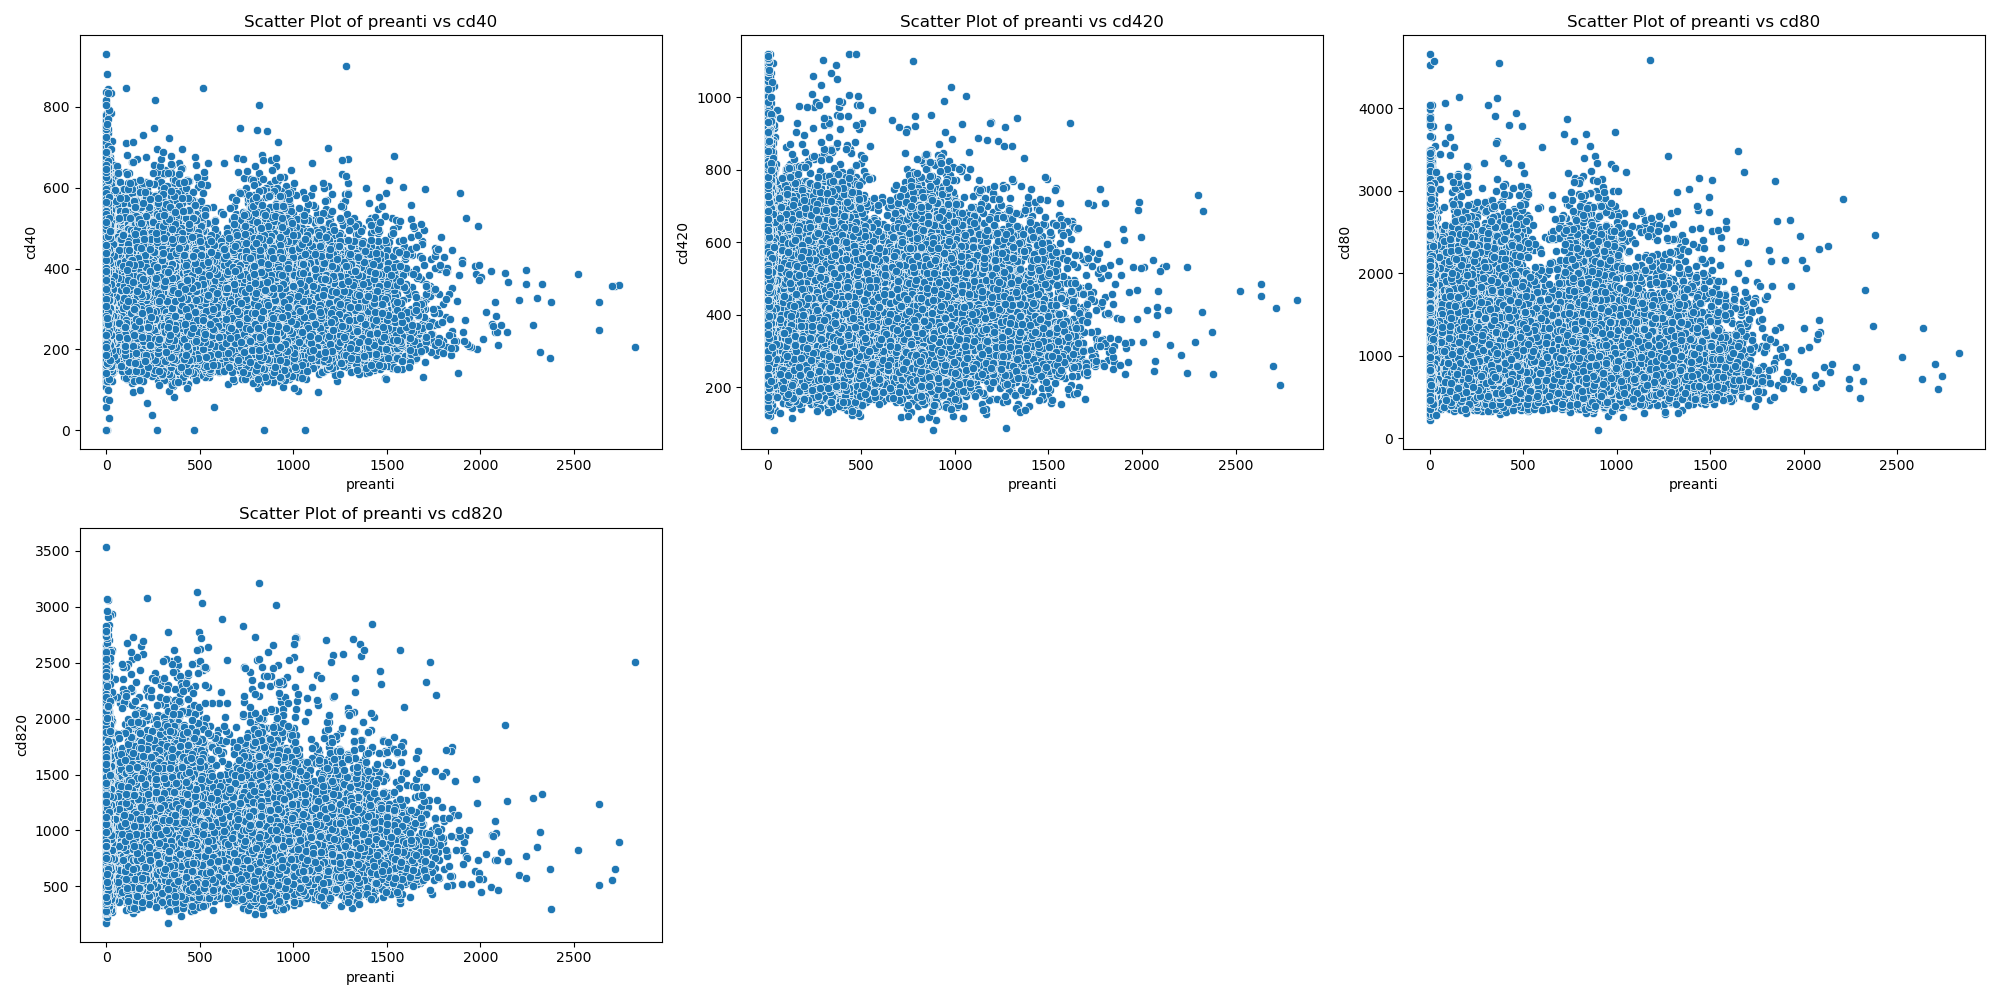 Scatter Plot of preanti vs cd40
800
600
400
200
0
cd40
0 500 1000 1500 2000 2500
preanti
Scatter Plot of preanti vs cd420
1000
800
600
400
200
cd420
0 500 1000 1500 2000 2500
preanti
Scatter Plot of preanti vs cd80
4000
3000
2000
1000
0
cd80
0 500 1000 1500 2000 2500
preanti
Scatter Plot of preanti vs cd820
3500
3000
2500
2000
1500
1000
500
cd820
0 500 1000 1500 2000 2500
preanti